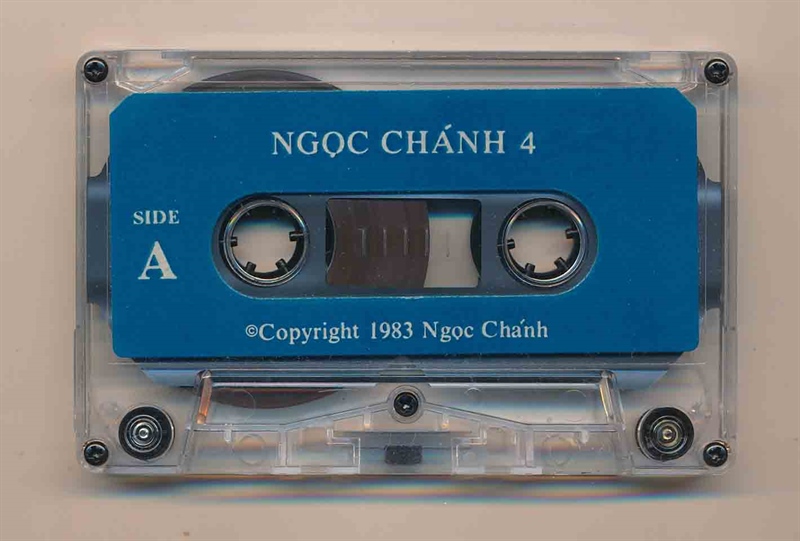 NGỌC CHÁNH 4
SIDE
A
©Copyright 1983 Ngọc Chánh